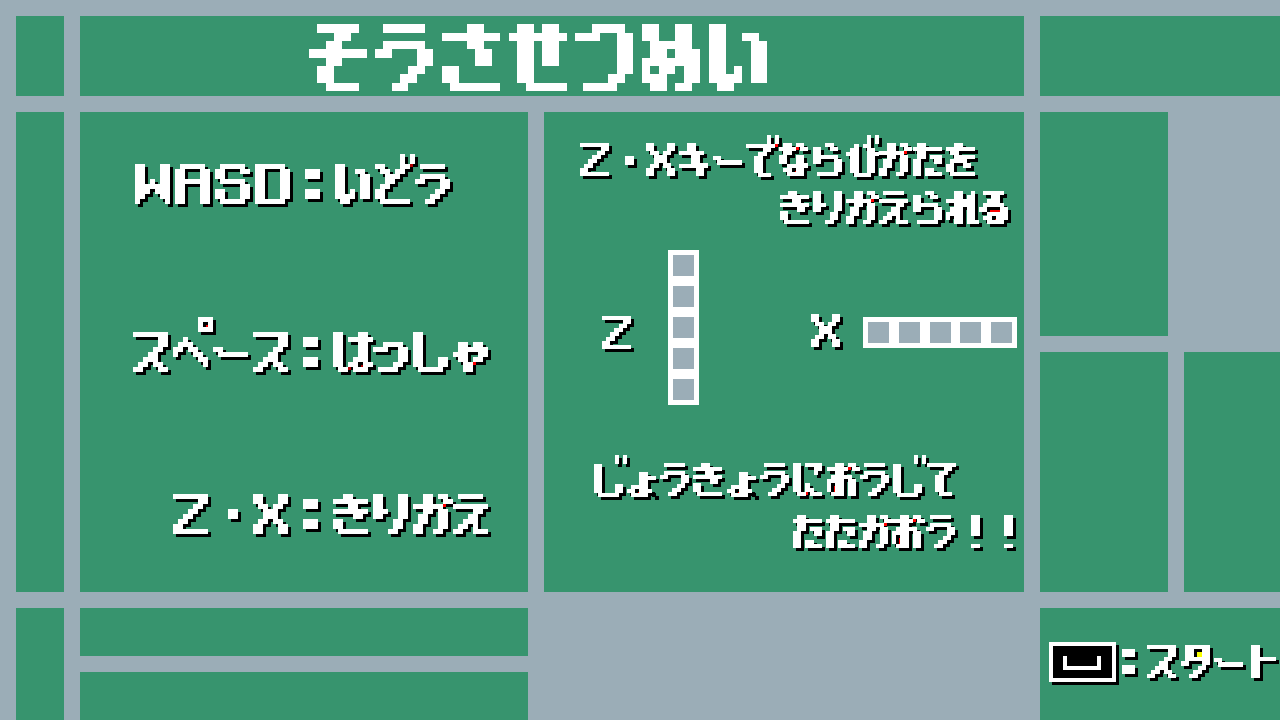 そうさせつめい
WASD：いどう
スペース：はっしゃ
Z・X：きりかえ
Z・Xキーでならびかたを
きりかえられる
Z
X
じょうきょうにおうじて
たたかおう！！
：スタート